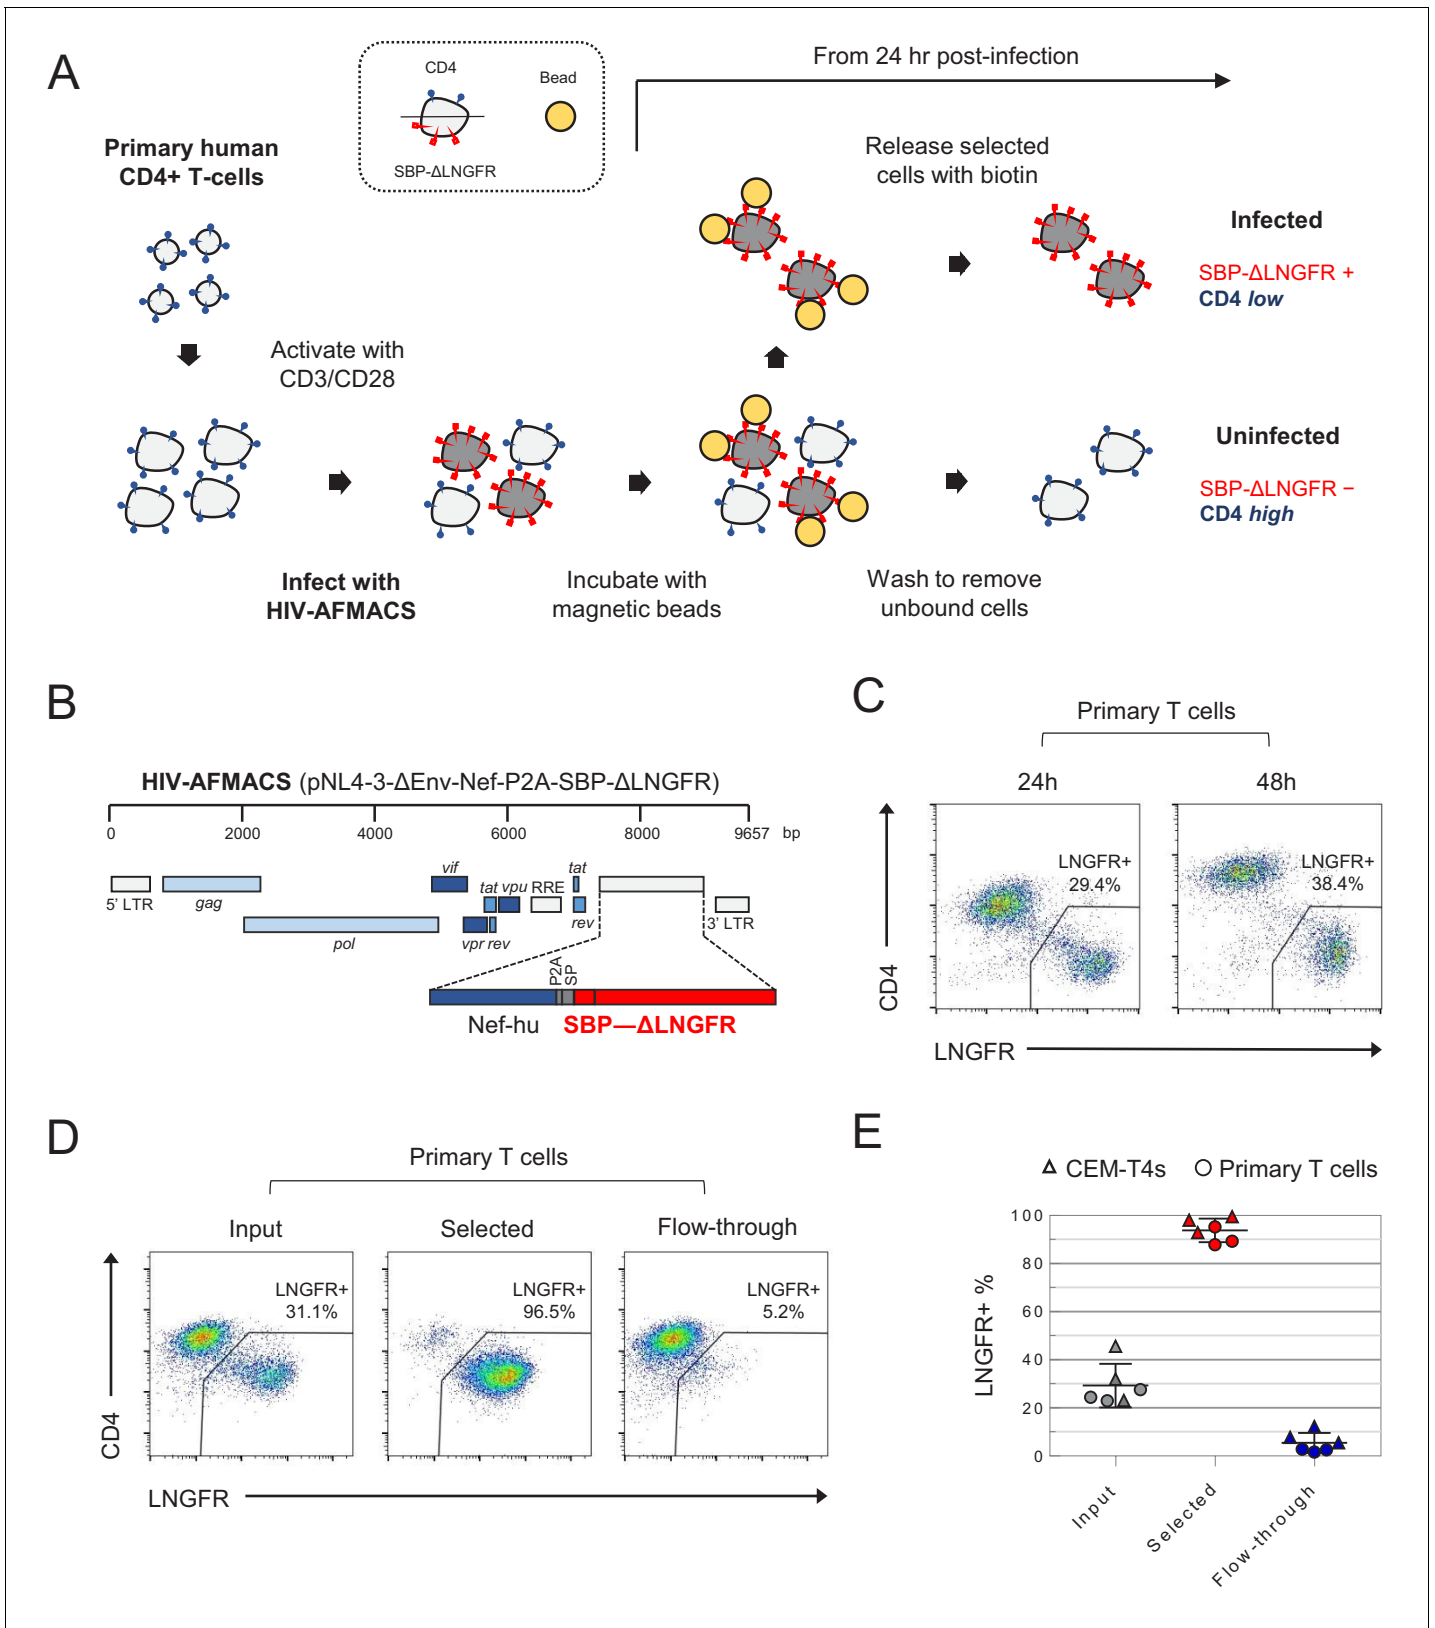 A
CD4
Bead
SBP-ΔLNGFR
From 24 hr post-infection
Primary human
CD4+ T-cells
Release selected
cells with biotin
Infected
SBP-ΔLNGFR +
CD4 low
Activate with
CD3/CD28
Uninfected
SBP-ΔLNGFR −
CD4 high
Infect with
HIV-AFMACS
Incubate with
magnetic beads
Wash to remove
unbound cells
B
HIV-AFMACS (pNL4-3-ΔEnv-Nef-P2A-SBP-ΔLNGFR)
0 2000 4000 6000 8000 9657 bp
vif tat
tat vpu RRE
5' LTR gag rev 3' LTR
pol vpr rev
P2A
SP
Nef-hu SBP—ΔLNGFR
C
Primary T cells
24h 48h
LNGFR+
29.4%
LNGFR+
38.4%
CD4
LNGFR
D
Primary T cells
Input Selected Flow-through
LNGFR+
31.1%
LNGFR+
96.5%
LNGFR+
5.2%
CD4
LNGFR
E
CEM-T4s Primary T cells
LNGFR+ %
100
80
60
40
20
0
Input
Selected
Flow-through